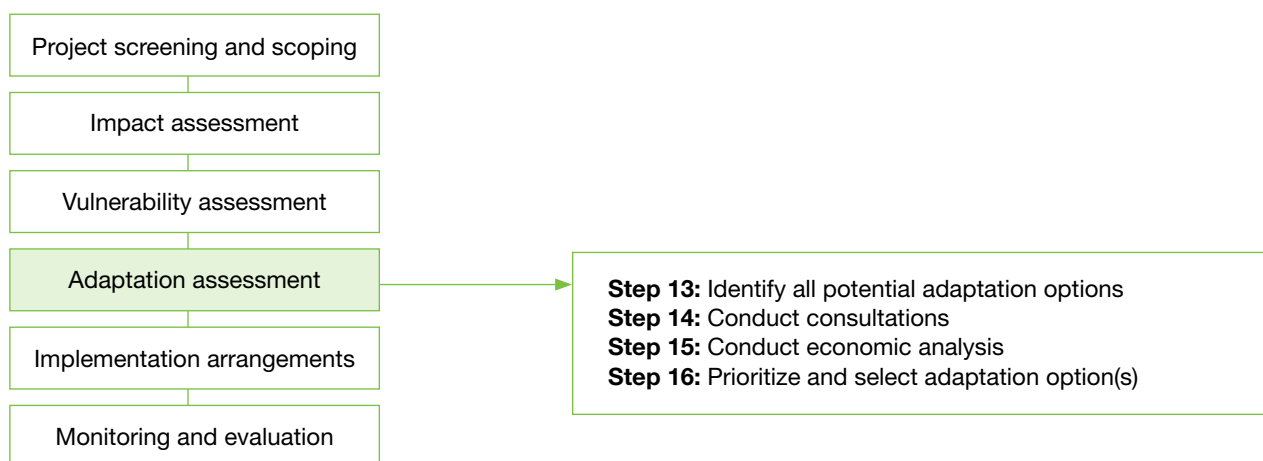 Project screening and scoping
Impact assessment
Vulnerability assessment
Adaptation assessment
Implementation arrangements
Monitoring and evaluation
Step 13: Identify all potential adaptation options
Step 14: Conduct consultations
Step 15: Conduct economic analysis
Step 16: Prioritize and select adaptation option(s)